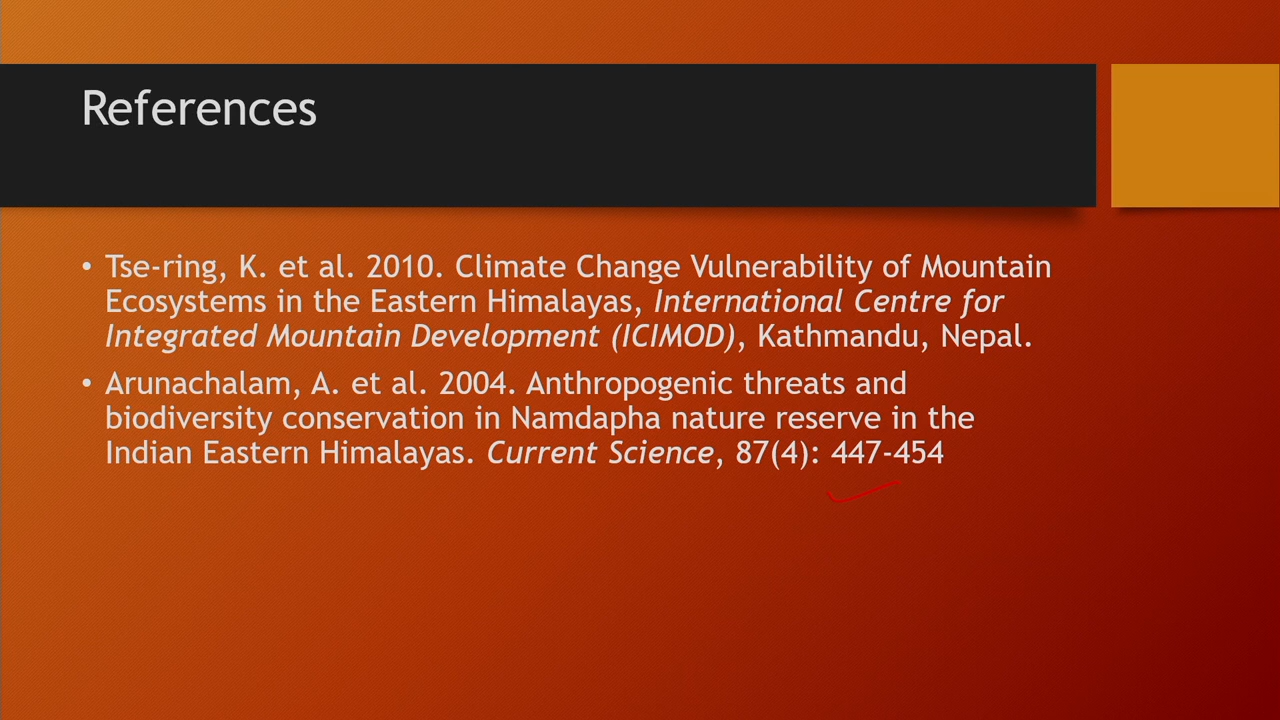 References
• Tse-ring, K. et al. 2010. Climate Change Vulnerability of Mountain
Ecosystems in the Eastern Himalayas, International Centre for
Integrated Mountain Development (ICIMOD), Kathmandu, Nepal.
• Arunachalam, A. et al. 2004. Anthropogenic threats and
biodiversity conservation in Namdapha nature reserve in the
Indian Eastern Himalayas. Current Science, 87(4): 447-454